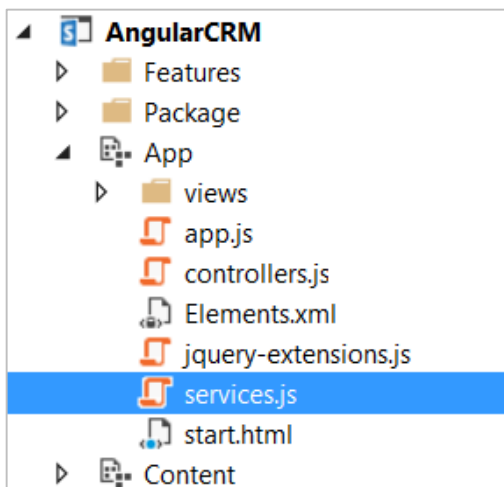 AngularCRM
Features
Package
App
views
app.js
controllers.js
Elements.xml
jquery-extensions.js
services.js
start.html
Content